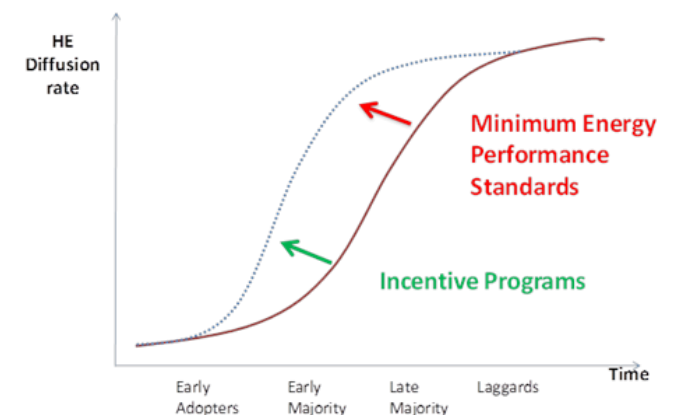 HE
Diffusion
rate
Minimum Energy
Performance
Standards
Incentive Programs
Time
Early
Adopters
Early
Majority
Late
Majority
Laggards